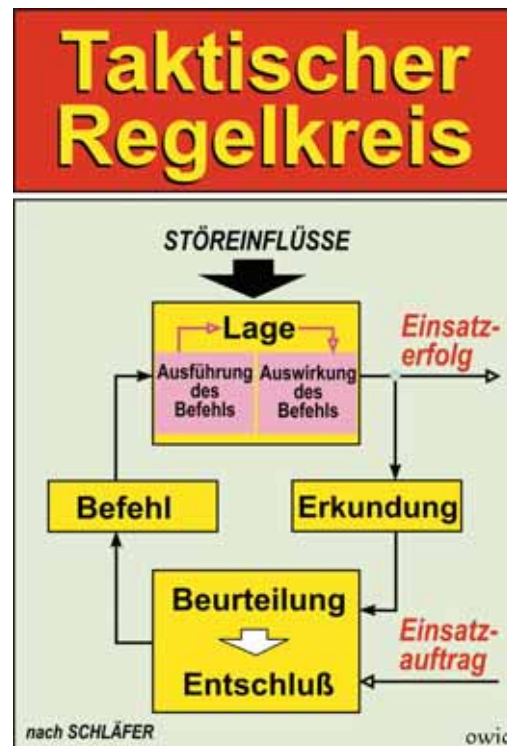 Taktischer
Regelkreis
STÖREINFLÜSSE
Lage
Ausführung
des
Befehls
Auswirkung
des
Befehls
Einsatz-
erfolg
Befehl
Erkundung
Beurteilung
Entschluß
Einsatz-
auftrag
nach SCHLÄFER